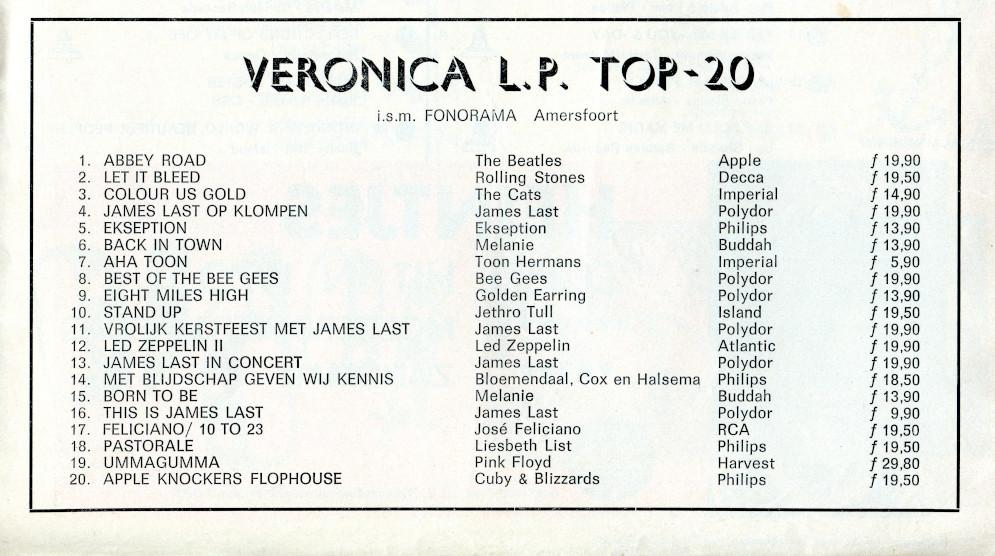 VERONICA L.P. TOP-20
i.s.m. FONORAMA Amersfoort
1. ABBEY ROAD The Beatles Apple ƒ 19,90
2. LET IT BLEED Rolling Stones Decca ƒ 19,50
3. COLOUR US GOLD The Cats Imperial ƒ 14,90
4. JAMES LAST OP KLOMPEN James Last Polydor ƒ 19,90
5. EKSEPTION Ekseption Philips ƒ 13,90
6. BACK IN TOWN Melanie Buddah ƒ 13,90
7. AHA TOON Toon Hermans Imperial ƒ 5,90
8. BEST OF THE BEE GEES Bee Gees Polydor ƒ 19,90
9. EIGHT MILES HIGH Golden Earring Polydor ƒ 13,90
10. STAND UP Jethro Tull Island ƒ 19,50
11. VROLIJK KERSTFEEST MET JAMES LAST James Last Polydor ƒ 19,90
12. LED ZEPPELIN II Led Zeppelin Atlantic ƒ 19,90
13. JAMES LAST IN CONCERT James Last Polydor ƒ 19,90
14. MET BLIJDSCHAP GEVEN WIJ KENNIS Bloemendaal, Cox en Halsema Philips ƒ 18,50
15. BORN TO BE Melanie Buddah ƒ 13,90
16. THIS IS JAMES LAST James Last Polydor ƒ 9,90
17. FELICIANO/ 10 TO 23 José Feliciano RCA ƒ 19,50
18. PASTORALE Liesbeth List Philips ƒ 19,50
19. UMMAGUMMA Pink Floyd Harvest ƒ 29,80
20. APPLE KNOCKERS FLOPHOUSE Cuby & Blizzards Philips ƒ 19,50